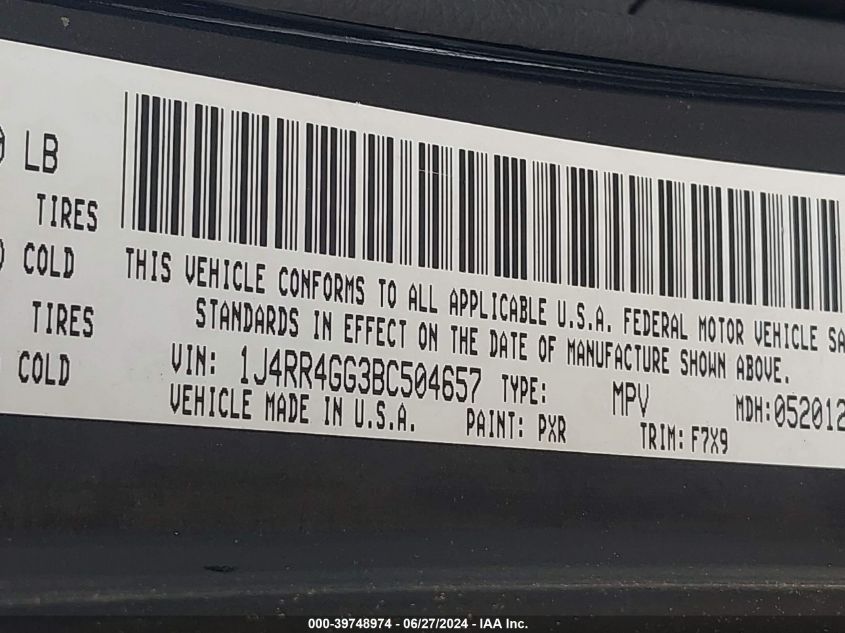 LB
TIRES
COLD
TIRES
COLD
THIS VEHICLE CONFORMS TO ALL APPLICABLE U.S.A. FEDERAL MOTOR VEHICLE SA
STANDARDS IN EFFECT ON THE DATE OF MANUFACTURE SHOWN ABOVE.
VIN: 1J4RR4GG3BC504657 TYPE: MPV MDH:052012
VEHICLE MADE IN U.S.A. PAINT: PXR TRIM: F7X9
000-39748974 / 06/27/2024 - IAA Inc.